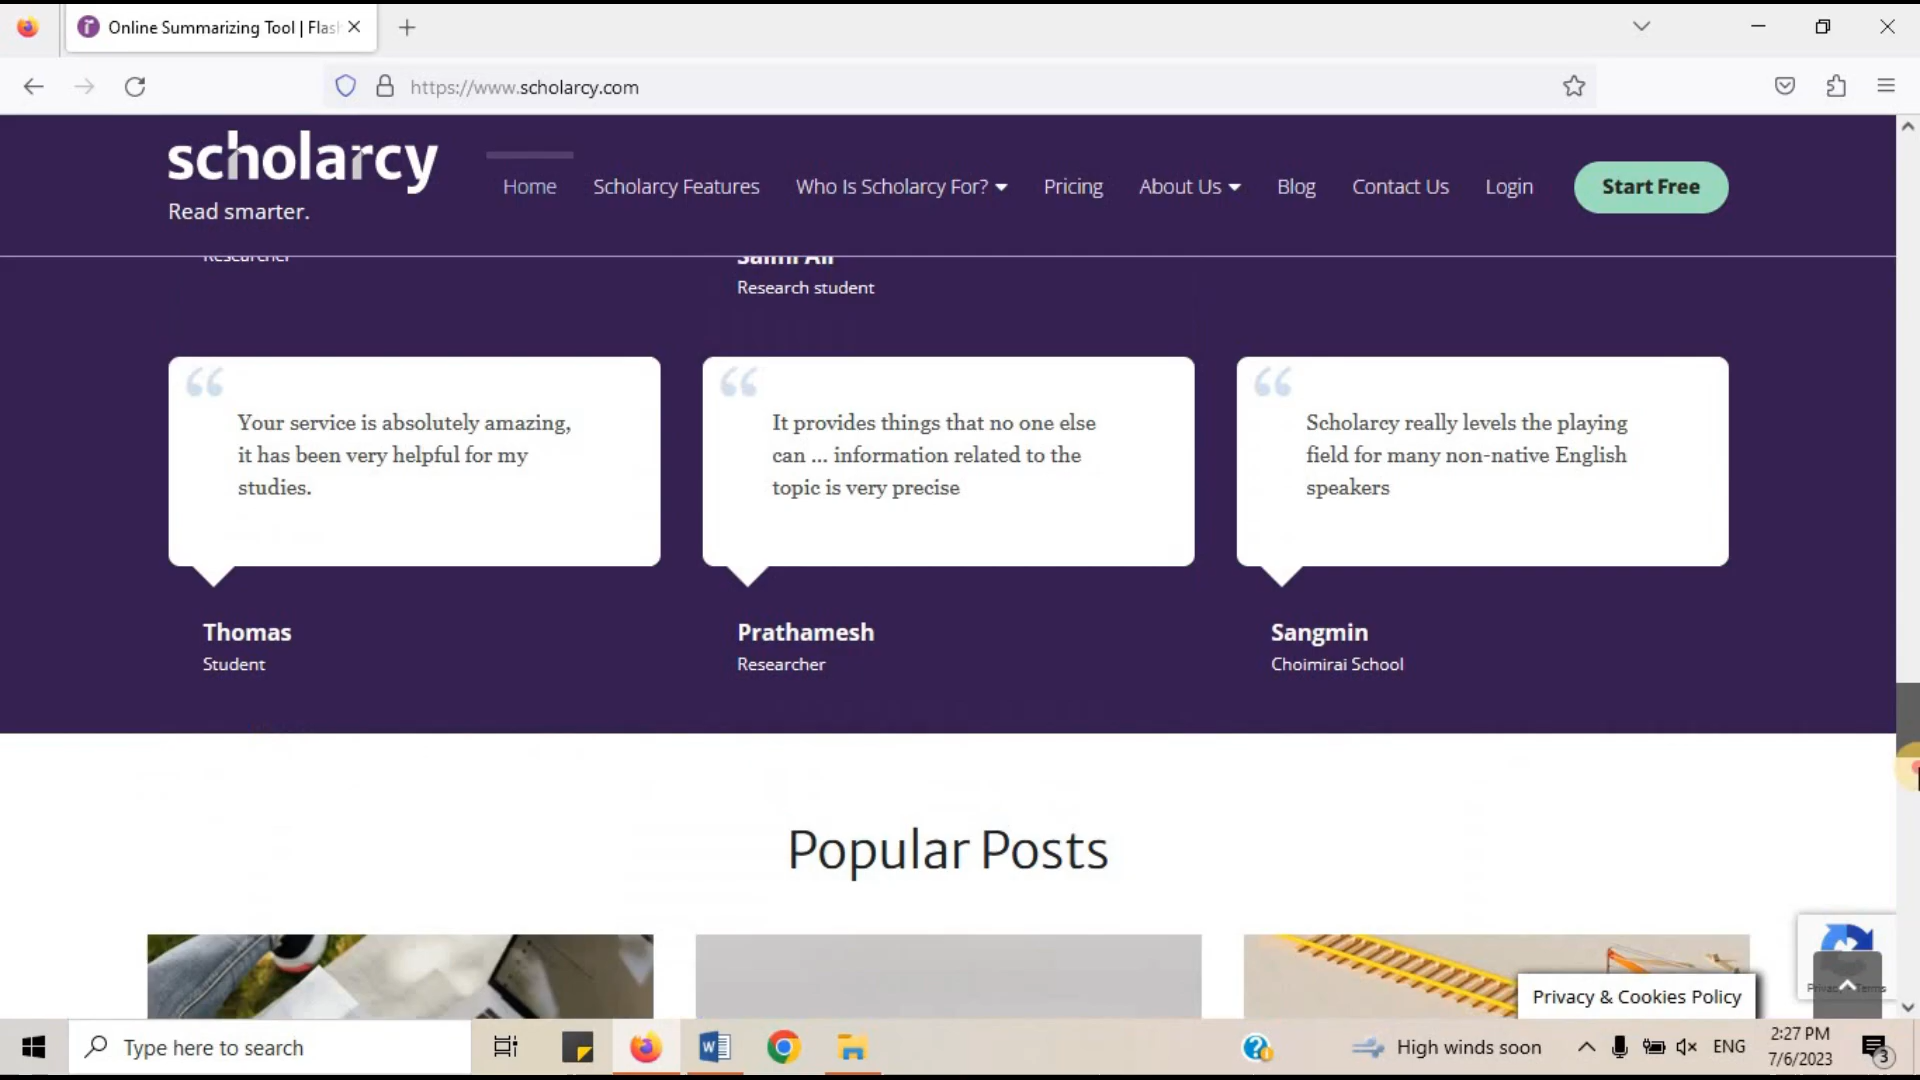 Online Summarizing Tool | Flas
https://www.scholarcy.com
scholarcy
Read smarter.
Home
Scholarcy Features
Who Is Scholarcy For?
Pricing
About Us
Blog
Contact Us
Login
Start Free
Researcher
Salmi Ali
Research student
Your service is absolutely amazing,
it has been very helpful for my
studies.
Thomas
Student
It provides things that no one else
can ... information related to the
topic is very precise
Prathamesh
Researcher
Scholarcy really levels the playing
field for many non-native English
speakers
Sangmin
Choimirai School
Popular Posts
Privacy & Cookies Policy
Type here to search
High winds soon
ENG
2:27 PM
7/6/2023
3